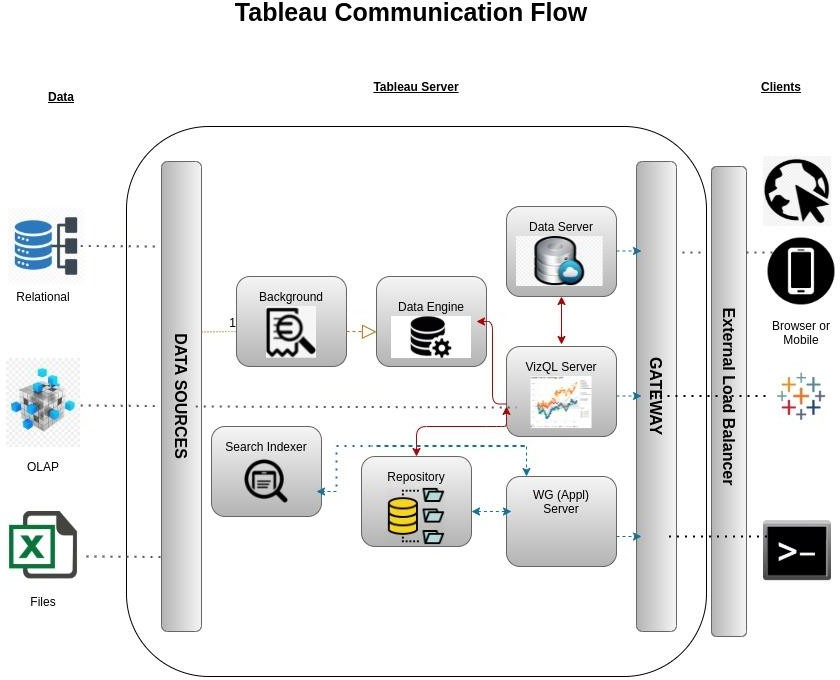 Tableau Communication Flow
Data
Tableau Server
Clients
Relational
OLAP
Files
DATA SOURCES
1
Background
Data Engine
Data Server
VizQL Server
Search Indexer
Repository
WG (Appl)
Server
GATEWAY
External Load Balancer
Browser or
Mobile
X
>-